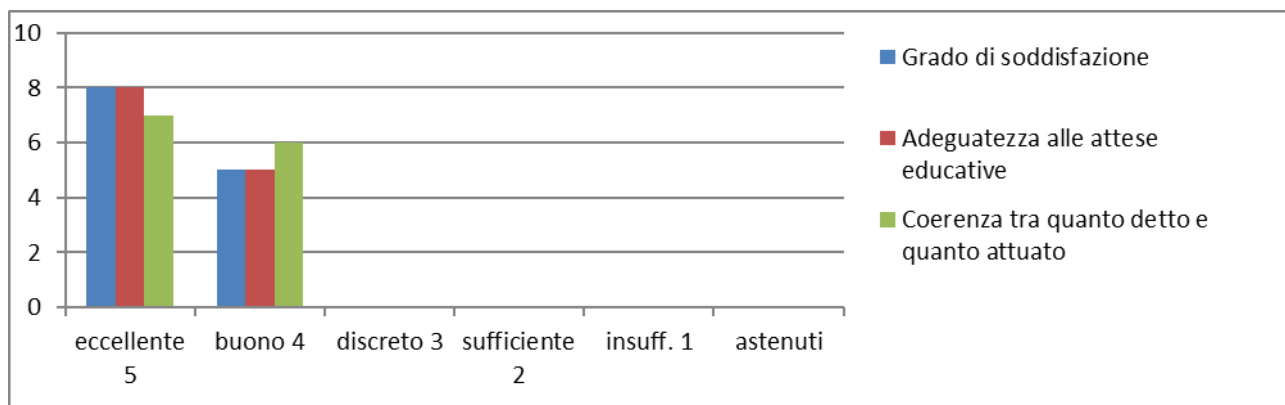 10
8
6
4
2
0
eccellente
5
buono 4
discreto 3
sufficiente
2
insuff. 1
astenuti
Grado di soddisfazione
Adeguatezza alle attese
educative
Coerenza tra quanto detto e
quanto attuato